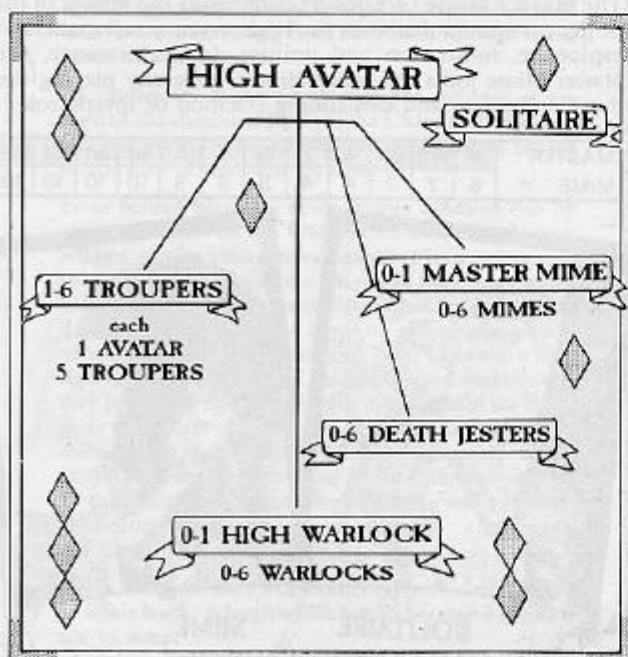 HIGH AVATAR
SOLITAIRE
1-6 TROUPERS
each
1 AVATAR
5 TROUPERS
0-1 MASTER MIME
0-6 MIMES
0-6 DEATH JESTERS
0-1 HIGH WARLOCK
0-6 WARLOCKS